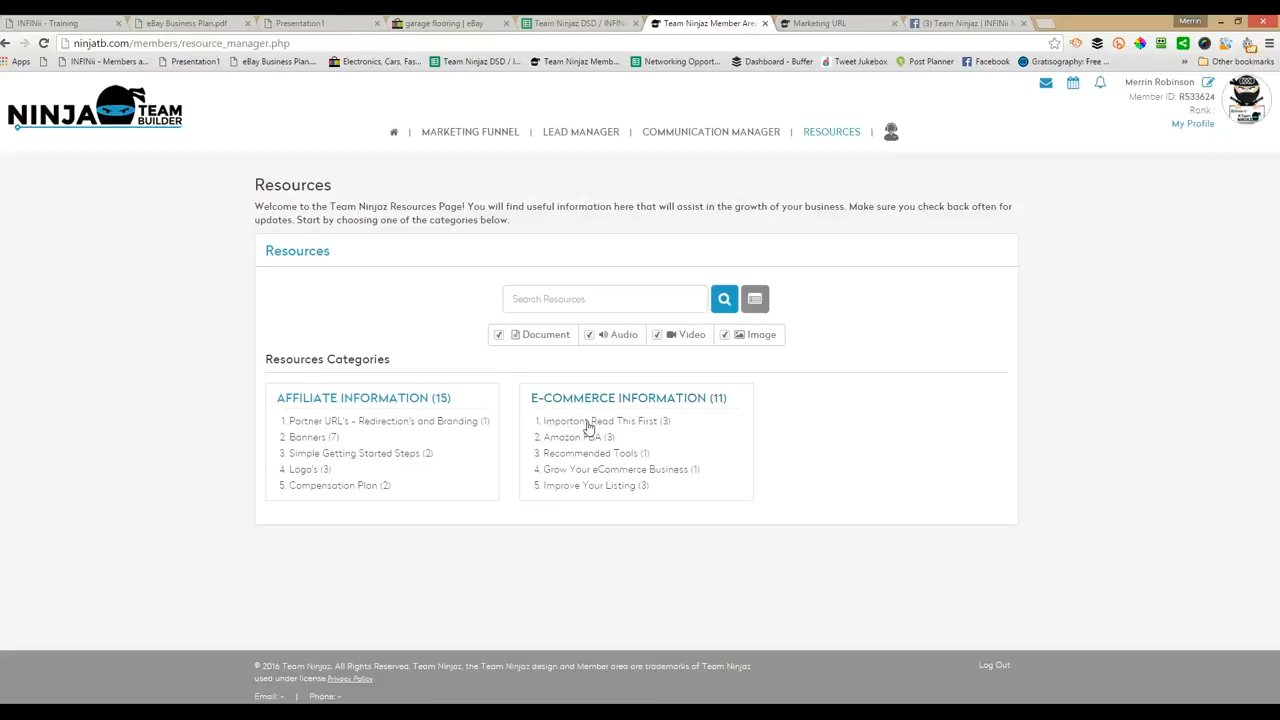 INFINii - Training
eBay Business Plan.pdf
Presentation1
garage flooring | eBay
Team Ninjaz DSD / INFINi
Team Ninjaz Member Are
Marketing URL
(3) Team Ninjaz | INFINii
Merrin
ninjatb.com/members/resource_manager.php
Apps
INFINii - Members a...
Presentation1
eBay Business Plan....
Electronics, Cars, Fas...
Team Ninjaz DSD / I...
Team Ninjaz Memb...
Networking Opport...
Dashboard - Buffer
Tweet Jukebox
Post Planner
Facebook
Gratisography: Free ...
»
Other bookmarks
NINJA TEAM BUILDER
Merrin Robinson
Member ID: R533624
Rank :
My Profile
MARKETING FUNNEL | LEAD MANAGER | COMMUNICATION MANAGER | RESOURCES |
Resources
Welcome to the Team Ninjaz Resources Page! You will find useful information here that will assist in the growth of your business. Make sure you check back often for
updates. Start by choosing one of the categories below.
Resources
Search Resources
Document Audio Video Image
Resources Categories
AFFILIATE INFORMATION (15)
1. Partner URL's - Redirection's and Branding (1)
2. Banners (7)
3. Simple Getting Started Steps (2)
4. Logo's (3)
5. Compensation Plan (2)
E-COMMERCE INFORMATION (11)
1. Important Read This First (3)
2. Amazon FBA (3)
3. Recommended Tools (1)
4. Grow Your eCommerce Business (1)
5. Improve Your Listing (3)
© 2016 Team Ninjaz. All Rights Reserved. Team Ninjaz, the Team Ninjaz design and Member area are trademarks of Team Ninjaz
used under license.Privacy Policy
Log Out
Email: - | Phone: -